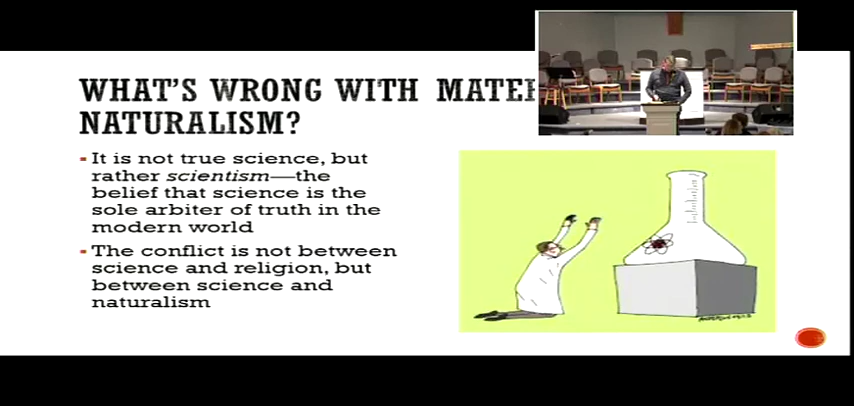 WHAT'S WRONG WITH
NATURALISM?
- It is not true science, but
rather scientism—the
belief that science is the
sole arbiter of truth in the
modern world
- The conflict is not between
science and religion, but
between science and
naturalism